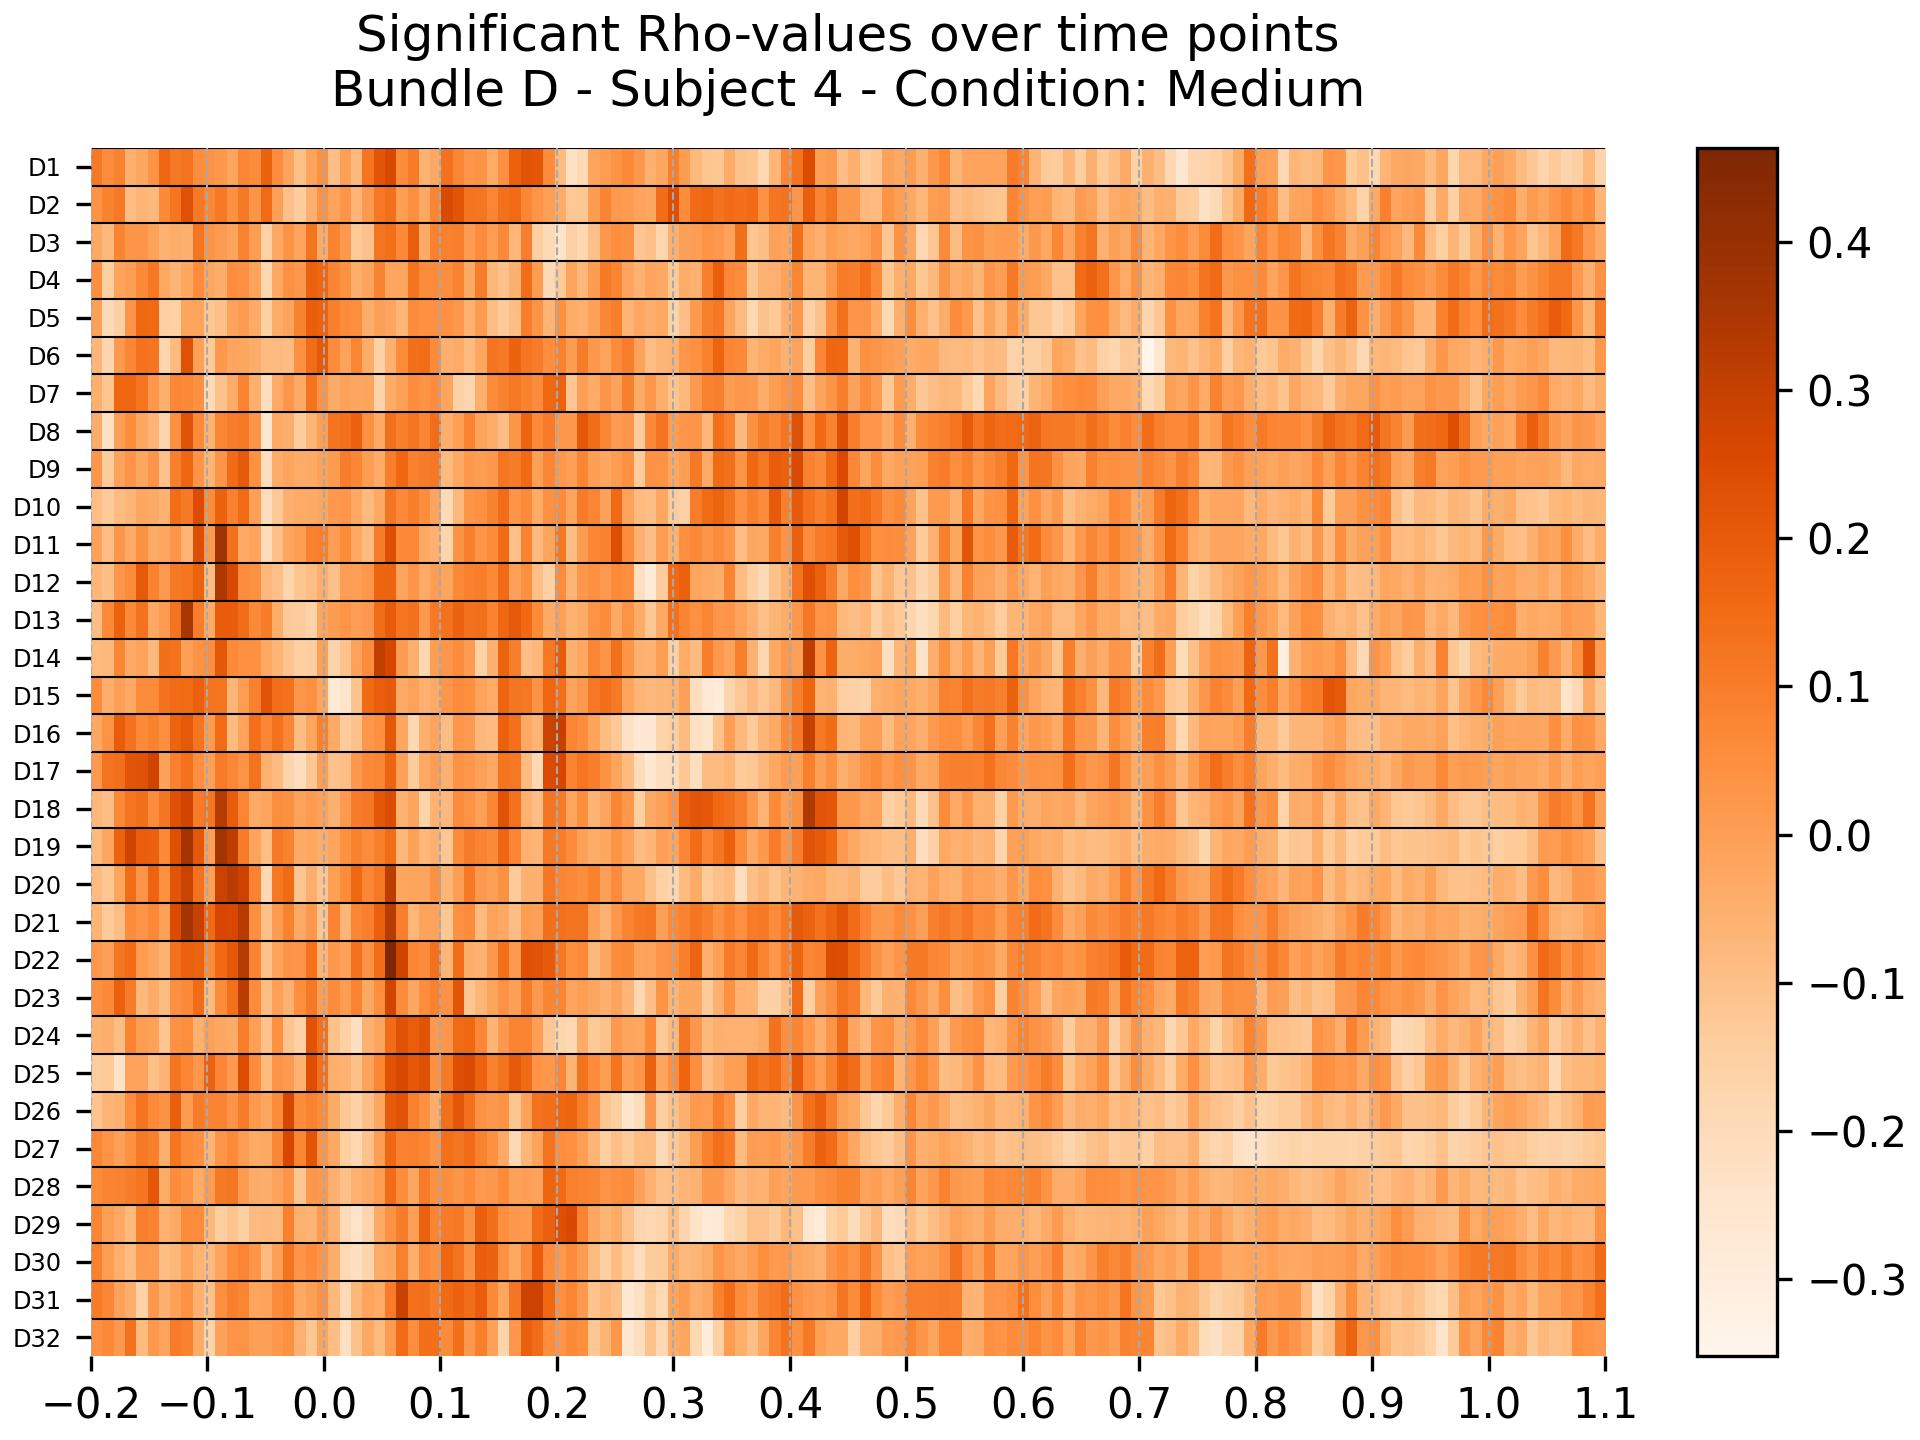 Significant Rho-values over time points
Bundle D - Subject 4 - Condition: Medium
D1
D2
D3
D4
D5
D6
D7
D8
D9
D10
D11
D12
D13
D14
D15
D16
D17
D18
D19
D20
D21
D22
D23
D24
D25
D26
D27
D28
D29
D30
D31
D32
−0.2 −0.1 0.0 0.1 0.2 0.3 0.4 0.5 0.6 0.7 0.8 0.9 1.0 1.1
0.4
0.3
0.2
0.1
0.0
−0.1
−0.2
−0.3